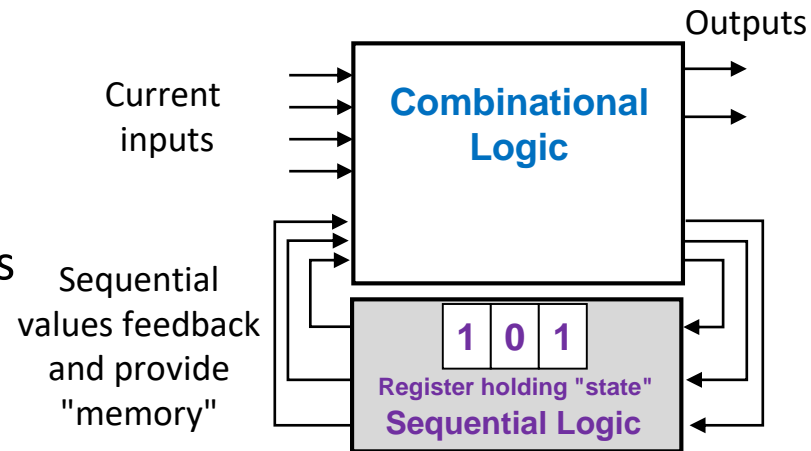 Outputs
Current
inputs
Combinational
Logic
s
Sequential
values feedback
and provide
"memory"
1 0 1
Register holding "state"
Sequential Logic